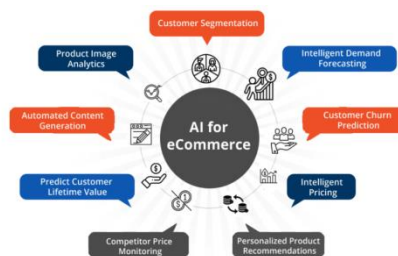 Customer Segmentation
Product Image
Analytics
Intelligent Demand
Forecasting
Automated Content
Generation
AI for
eCommerce
Customer Churn
Prediction
Predict Customer
Lifetime Value
Intelligent
Pricing
Competitor Price
Monitoring
Personalized Product
Recommendations